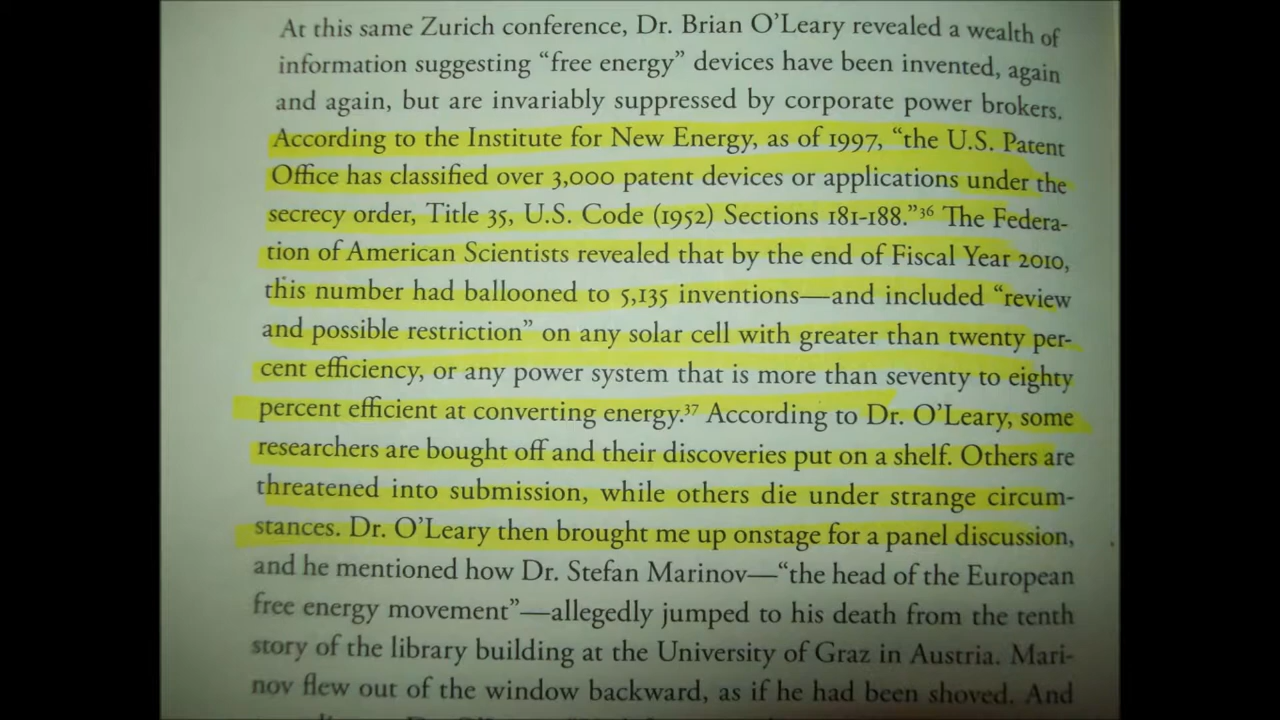 At this same Zurich conference, Dr. Brian O’Leary revealed a wealth of
information suggesting “free energy” devices have been invented, again
and again, but are invariably suppressed by corporate power brokers.
According to the Institute for New Energy, as of 1997, “the U.S. Patent
Office has classified over 3,000 patent devices or applications under the
secrecy order, Title 35, U.S. Code (1952) Sections 181-188.”36 The Federa-
tion of American Scientists revealed that by the end of Fiscal Year 2010,
this number had ballooned to 5,135 inventions—and included “review
and possible restriction” on any solar cell with greater than twenty per-
cent efficiency, or any power system that is more than seventy to eighty
percent efficient at converting energy.37 According to Dr. O’Leary, some
researchers are bought off and their discoveries put on a shelf. Others are
threatened into submission, while others die under strange circum-
stances. Dr. O’Leary then brought me up onstage for a panel discussion,
and he mentioned how Dr. Stefan Marinov—“the head of the European
free energy movement”—allegedly jumped to his death from the tenth
story of the library building at the University of Graz in Austria. Mari-
nov flew out of the window backward, as if he had been shoved. And